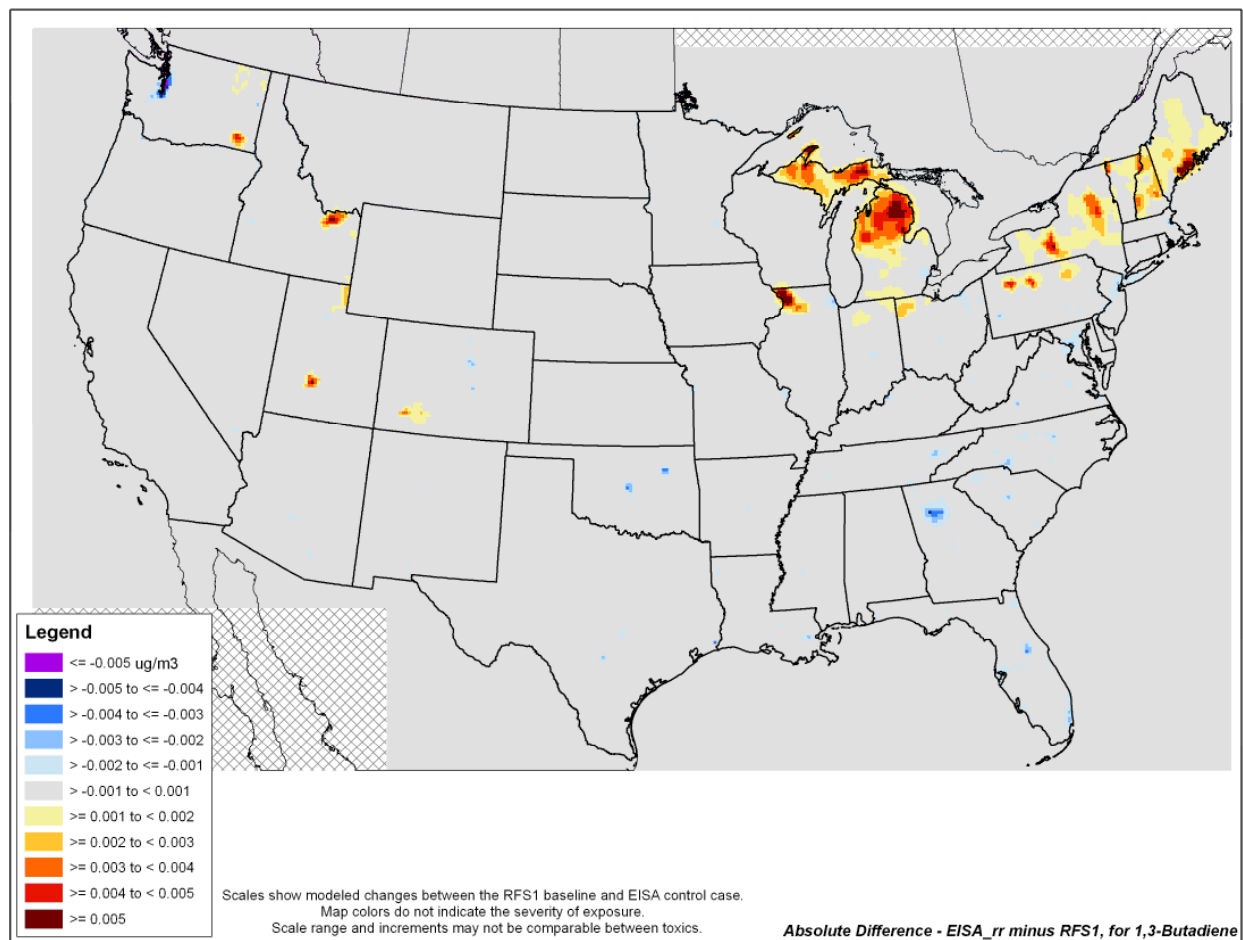 Legend
<= -0.005 ug/m3
> -0.005 to <= -0.004
> -0.004 to <= -0.003
> -0.003 to <= -0.002
> -0.002 to <= -0.001
> -0.001 to < 0.001
>= 0.001 to < 0.002
>= 0.002 to < 0.003
>= 0.003 to < 0.004
>= 0.004 to < 0.005
>= 0.005
Scales show modeled changes between the RFS1 baseline and EISA control case.
Map colors do not indicate the severity of exposure.
Scale range and increments may not be comparable between toxics.
Absolute Difference - EISA_rr minus RFS1, for 1,3-Butadiene